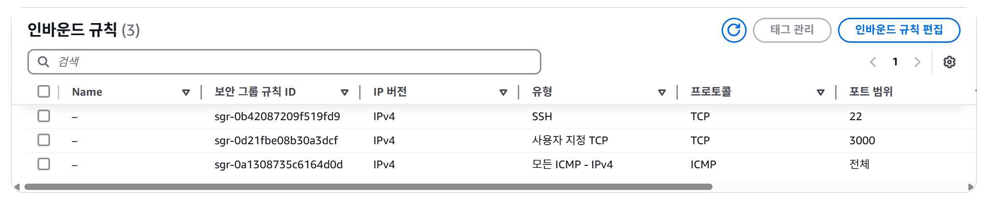 인바운드 규칙 (3)
태그 관리
인바운드 규칙 편집
검색
1
Name 보안 그룹 규칙 ID IP 버전 유형 프로토콜 포트 범위
– sgr-0b42087209f519fd9 IPv4 SSH TCP 22
– sgr-0d21fbe08b30a3dcf IPv4 사용자 지정 TCP TCP 3000
– sgr-0a1308735c6164d0d IPv4 모든 ICMP - IPv4 ICMP 전체